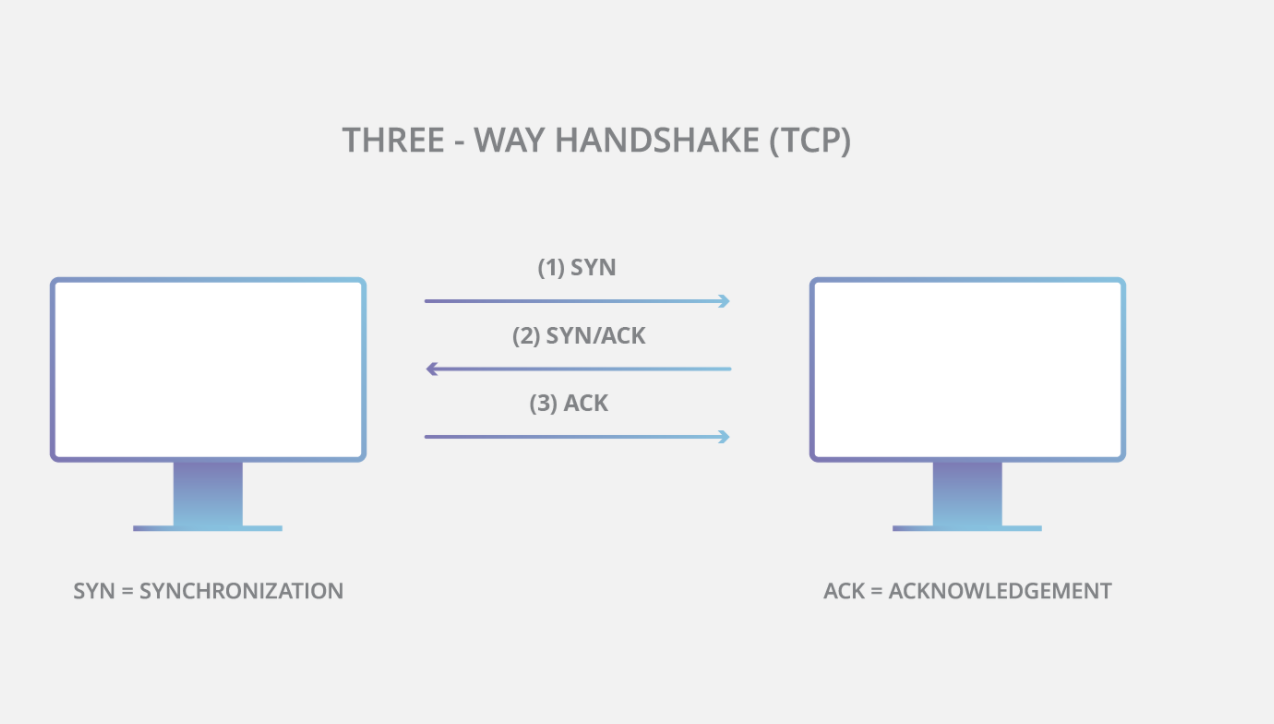 THREE - WAY HANDSHAKE (TCP)
(1) SYN
(2) SYN/ACK
(3) ACK
SYN = SYNCHRONIZATION
ACK = ACKNOWLEDGEMENT